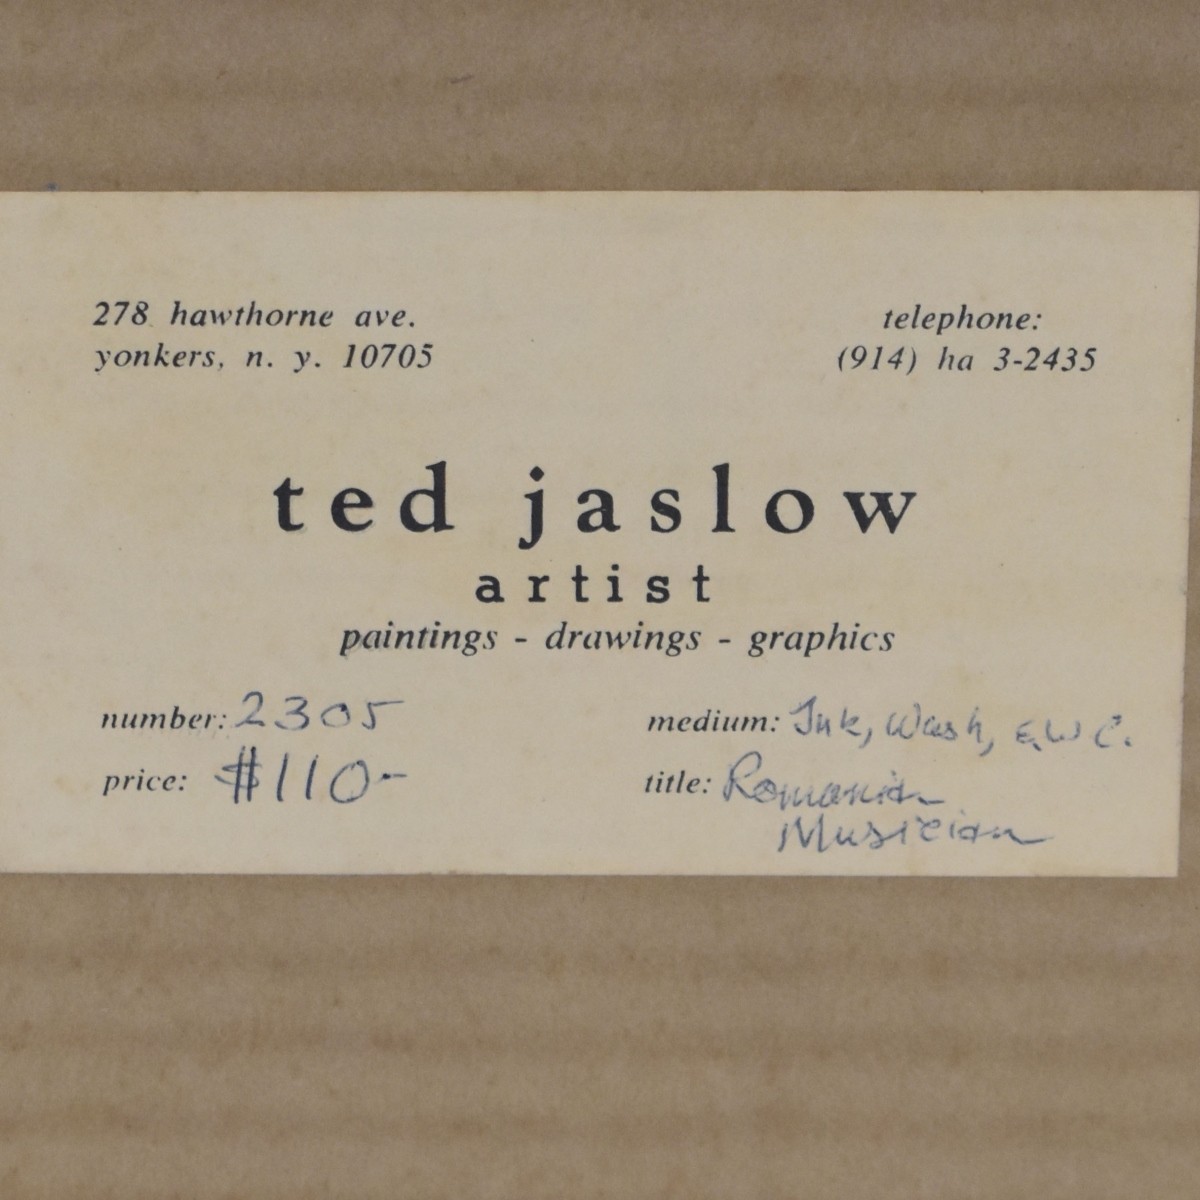 278 hawthorne ave.
yonkers, n. y. 10705
telephone:
(914) ha 3-2435
ted jaslow
artist
paintings - drawings - graphics
number: 2305
price: $110-
medium: Ink, Wash, & W C.
title: Romanian
Musician